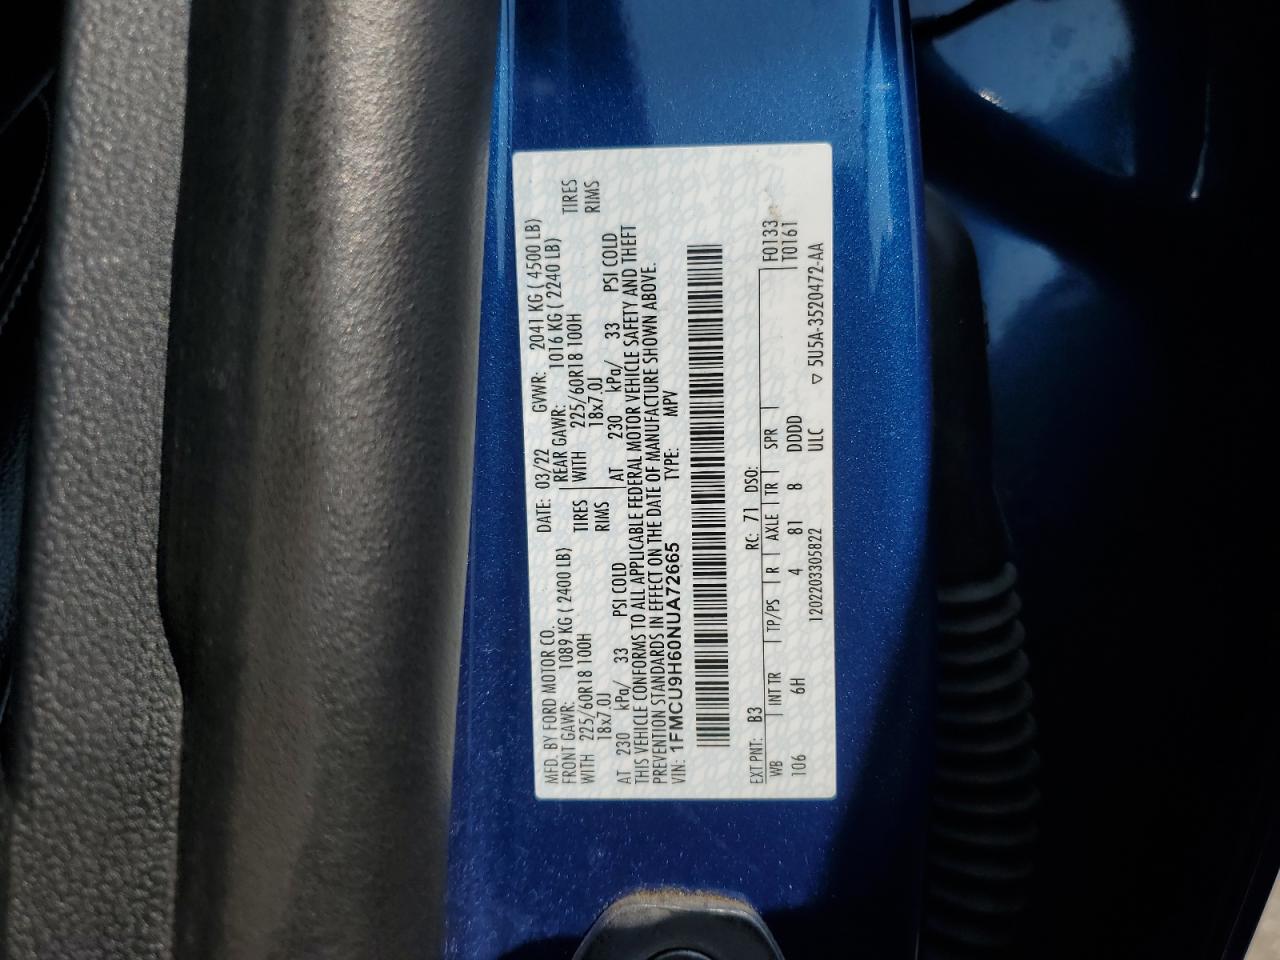 MFD. BY FORD MOTOR CO. DATE: 03/22 GVWR: 2041 KG ( 4500 LB)
FRONT GAWR: 1089 KG ( 2400 LB) REAR GAWR: 1016 KG ( 2240 LB)
WITH 225/60R18 100H TIRES WITH 225/60R18 100H TIRES
18x7.0J RIMS 18x7.0J RIMS
AT 230 kPa/ 33 PSI COLD AT 230 kPa/ 33 PSI COLD
THIS VEHICLE CONFORMS TO ALL APPLICABLE FEDERAL MOTOR VEHICLE SAFETY AND THEFT
PREVENTION STANDARDS IN EFFECT ON THE DATE OF MANUFACTURE SHOWN ABOVE.
VIN: 1FMCU9H60NUA72665 TYPE: MPV
EXT PNT: B3 RC: 71 DSO: F0133
WB INT TR TP/PS R AXLE TR SPR T0161
106 6H 4 81 8 DDDD
1202203305822 ULC ▽ 5U5A-3520472-AA